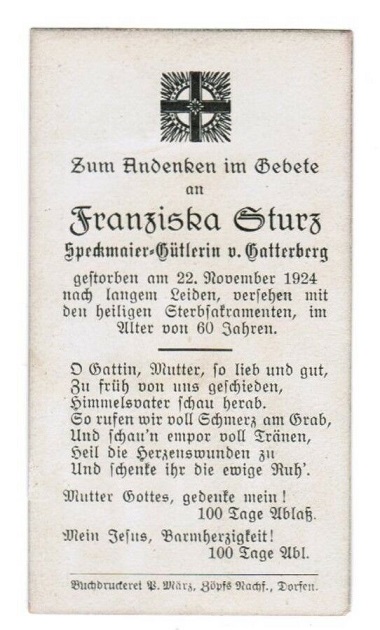 Zum Andenken im Gebete
an
Franziska Sturz
Speckmaier-Gütlerin v. Gatterberg
gestorben am 22. November 1924
nach langem Leiden, versehen mit
den heiligen Sterbsakramenten, im
Alter von 60 Jahren.
O Gattin, Mutter, so lieb und gut,
Zu früh von uns geschieden,
Himmelsvater schau herab.
So rufen wir voll Schmerz am Grab,
Und schau'n empor voll Tränen,
Heil die Herzenswunden zu
Und schenke ihr die ewige Ruh'.
Mutter Gottes, gedenke mein!
100 Tage Ablaß.
Mein Jesus, Barmherzigkeit!
100 Tage Abl.
Buchdruckerei P. März, Zöpfs Nachf., Dorfen.